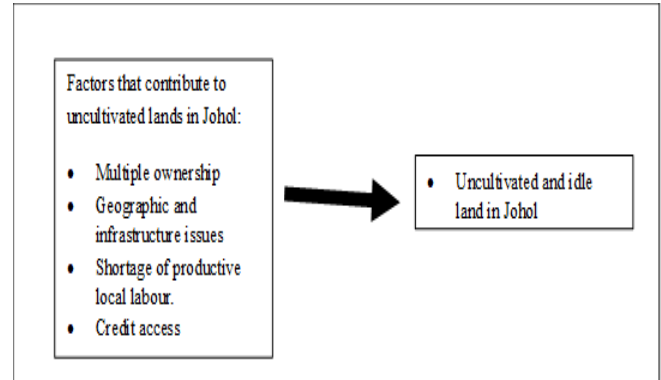 Factors that contribute to
uncultivated lands in Johol:
• Multiple ownership
• Geographic and
infrastructure issues
• Shortage of productive
local labour.
• Credit access
• Uncultivated and idle
land in Johol